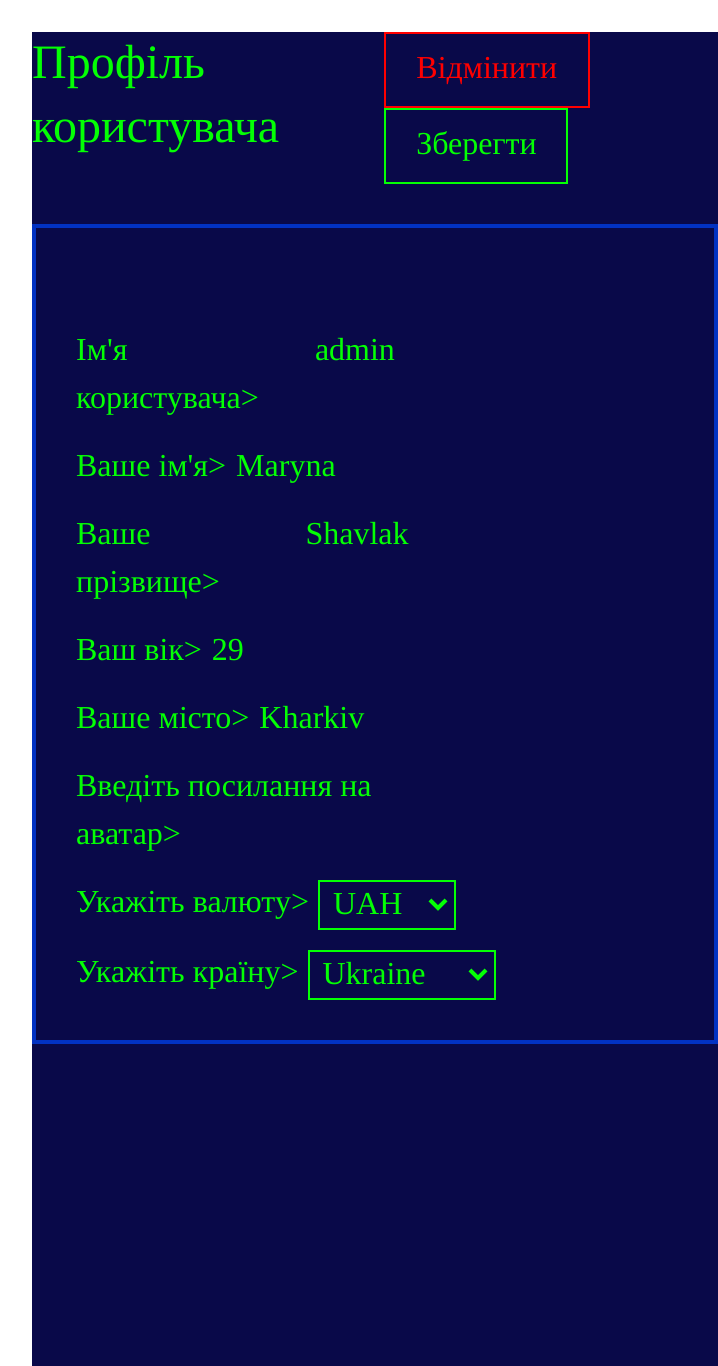 Профіль
користувача
Відмінити
Зберегти
Ім'я
користувача>
admin
Ваше ім'я> Maryna
Ваше
прізвище>
Shavlak
Ваш вік> 29
Ваше місто> Kharkiv
Введіть посилання на
аватар>
Укажіть валюту> UAH
Укажіть країну> Ukraine